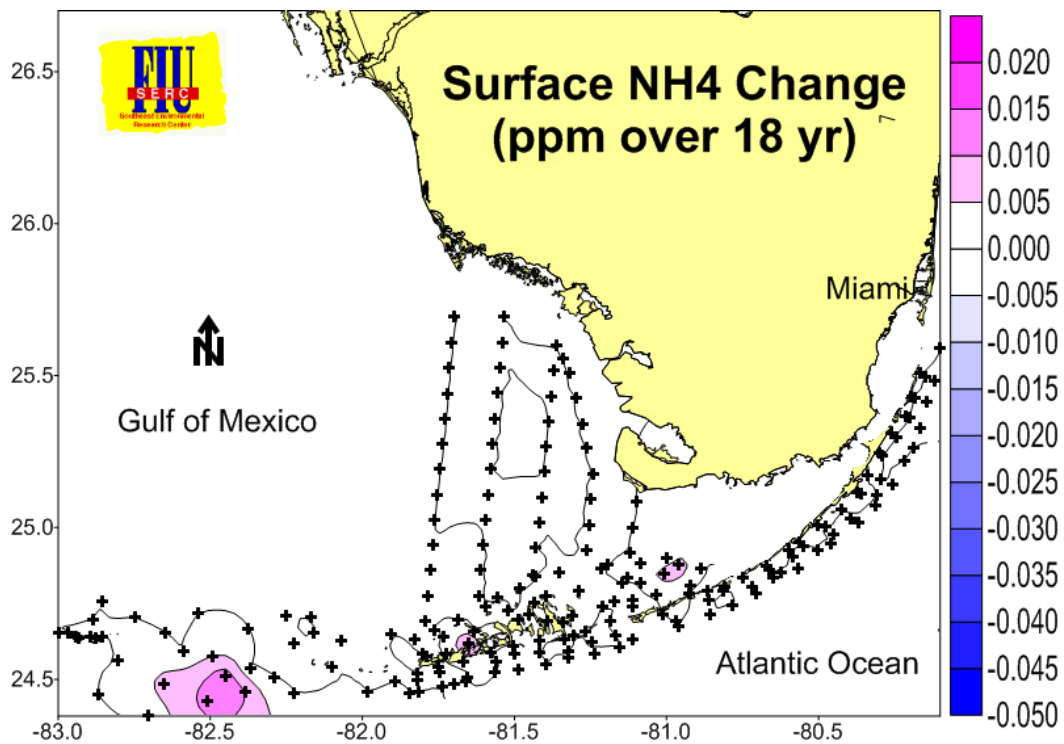 FIU
SERC
Southeast Environmental
Research Center
Surface NH4 Change
(ppm over 18 yr)
Miami
N
Gulf of Mexico
Atlantic Ocean
26.5
26.0
25.5
25.0
24.5
-83.0
-82.5
-82.0
-81.5
-81.0
-80.5
0.020
0.015
0.010
0.005
0.000
-0.005
-0.010
-0.015
-0.020
-0.025
-0.030
-0.035
-0.040
-0.045
-0.050